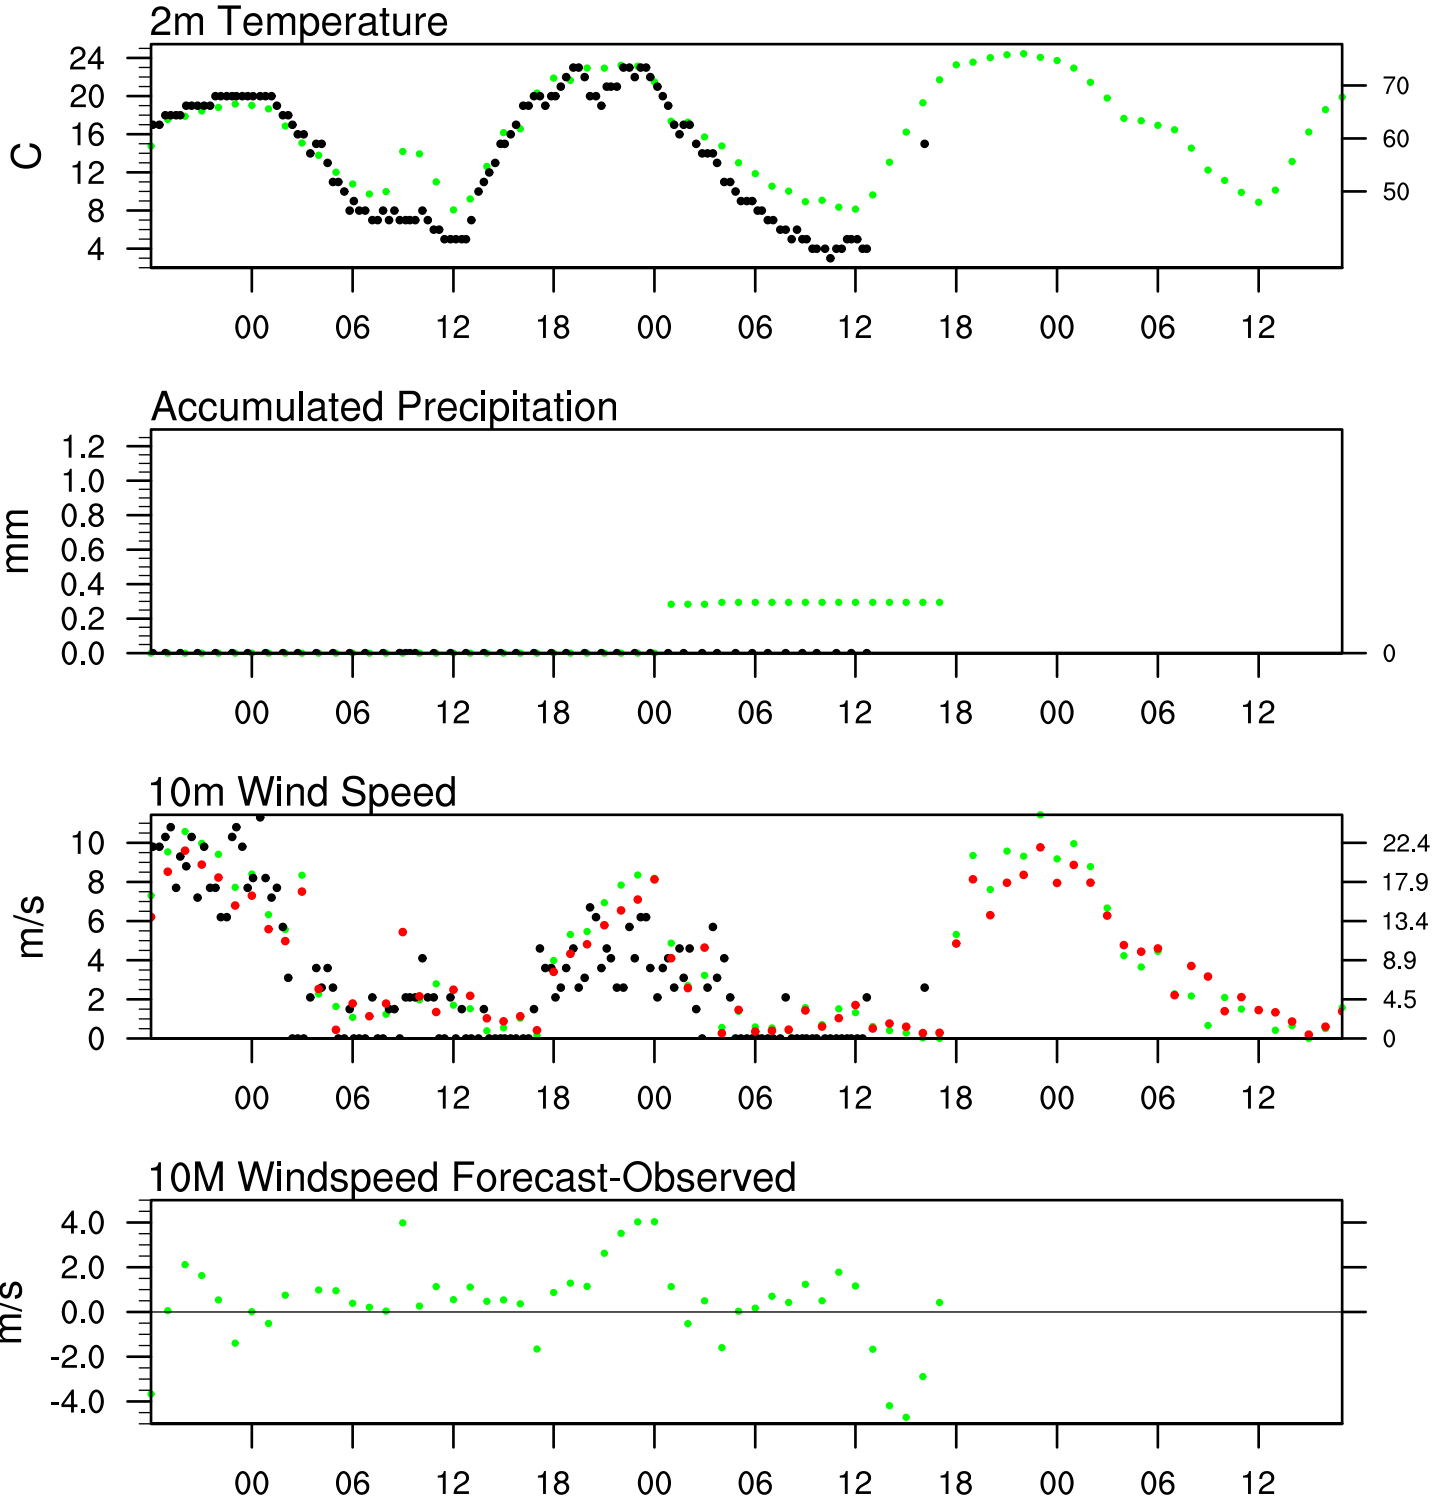 2m Temperature
24
20
16
12
8
4
C
70
60
50
00 06 12 18 00 06 12 18 00 06 12
Accumulated Precipitation
1.2
1.0
0.8
0.6
0.4
0.2
0.0
mm
0
00 06 12 18 00 06 12 18 00 06 12
10m Wind Speed
10
8
6
4
2
0
m/s
22.4
17.9
13.4
8.9
4.5
0
00 06 12 18 00 06 12 18 00 06 12
10M Windspeed Forecast-Observed
4.0
2.0
0.0
-2.0
-4.0
m/s
00 06 12 18 00 06 12 18 00 06 12